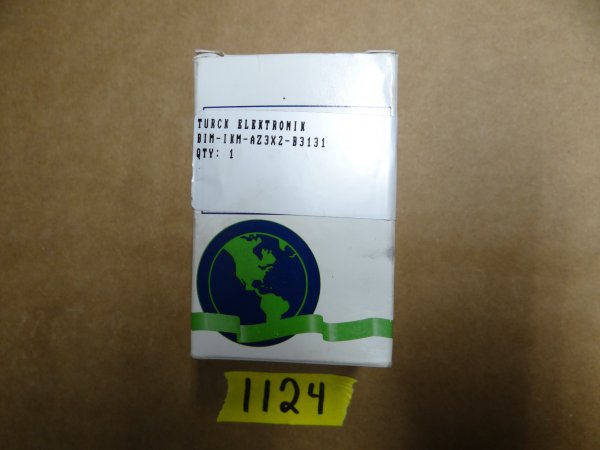 TURCK ELEKTRONIK
BIM-IKM-AZ3X2-B3131
QTY: 1
1124